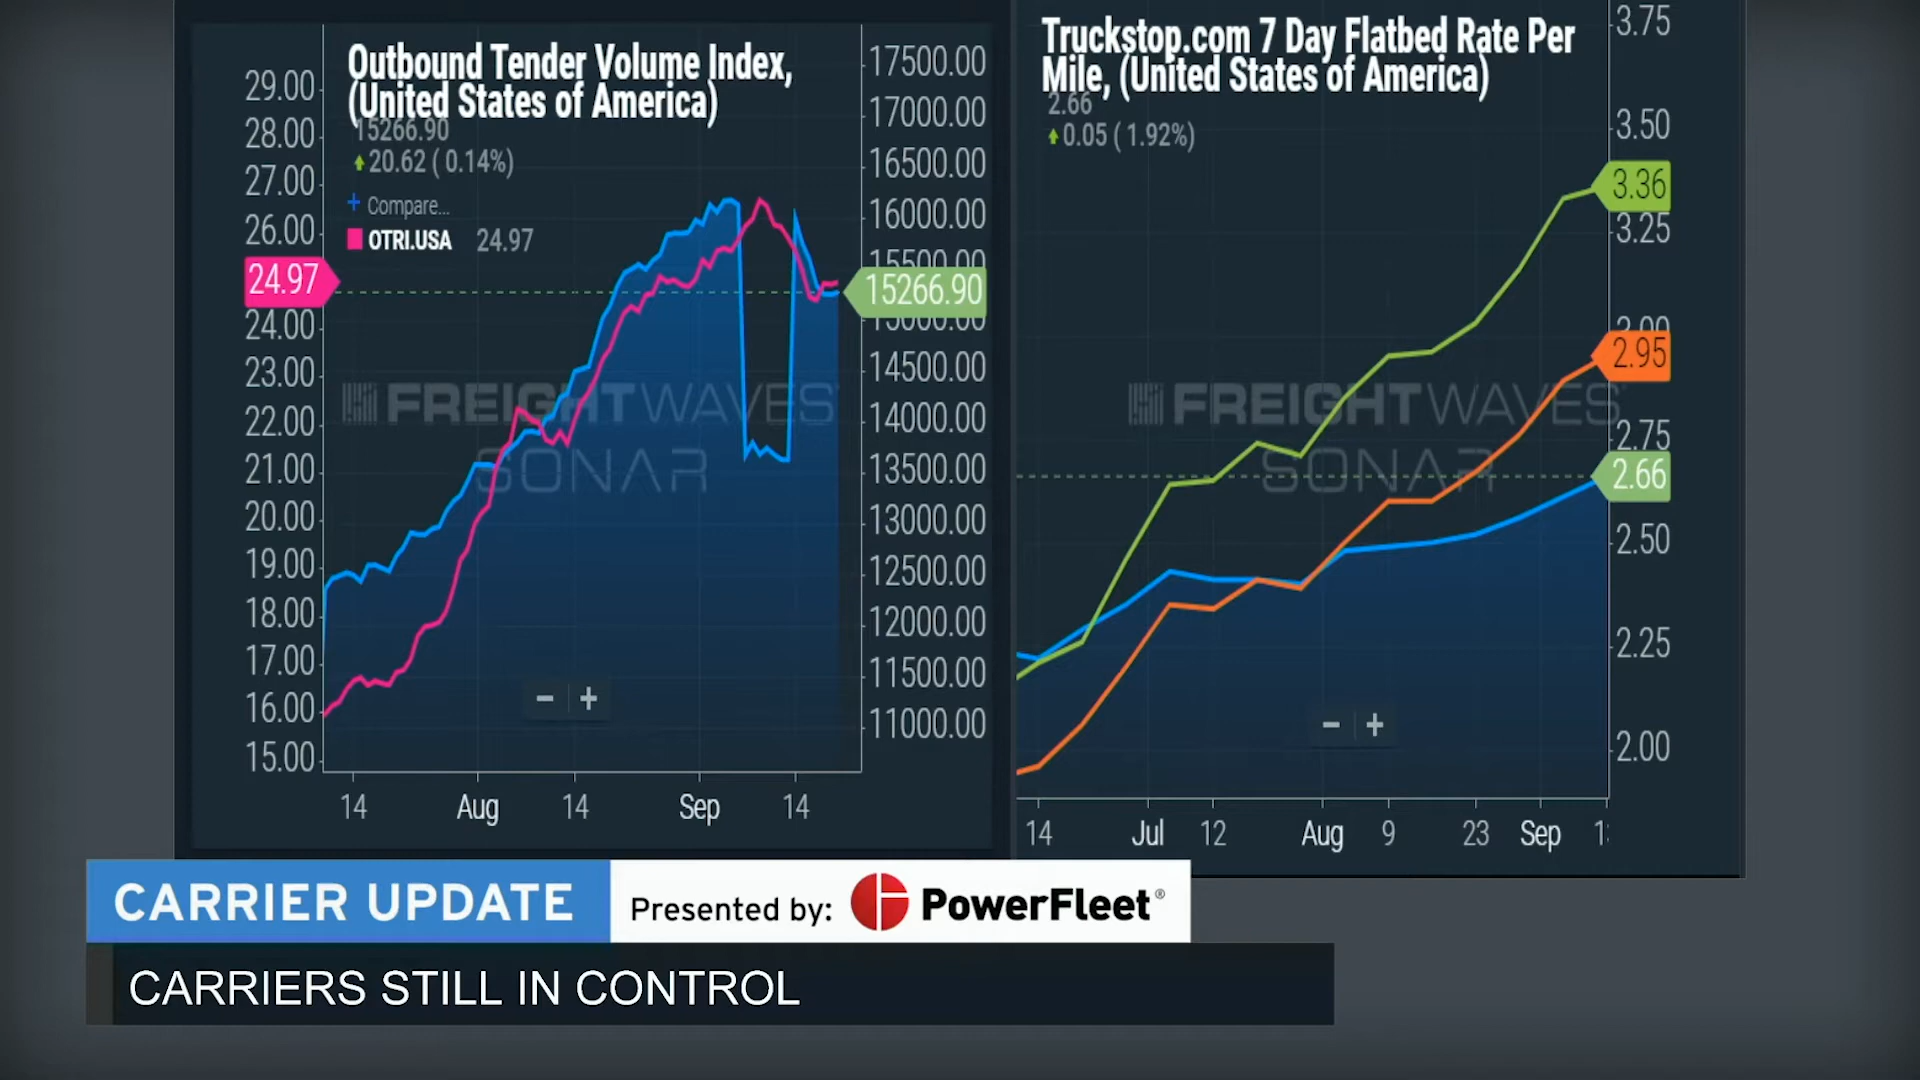 Outbound Tender Volume Index,
(United States of America)
15266.90
20.62 ( 0.14%)
+ Compare...
OTRI.USA 24.97
29.00
28.00
27.00
26.00
24.97
24.00
23.00
22.00
21.00
20.00
19.00
18.00
17.00
16.00
15.00
17500.00
17000.00
16500.00
16000.00
15500.00
15266.90
15000.00
14500.00
14000.00
13500.00
13000.00
12500.00
12000.00
11500.00
11000.00
FREIGHTWAVES
SONAR
− +
14 Aug 14 Sep 14
Truckstop.com 7 Day Flatbed Rate Per
Mile, (United States of America)
2.66
0.05 ( 1.92%)
3.75
3.50
3.36
3.25
3.00
2.95
2.75
2.66
2.50
2.25
2.00
FREIGHTWAVES
SONAR
− +
14 Jul 12 Aug 9 23 Sep
CARRIER UPDATE
Presented by: PowerFleet®
CARRIERS STILL IN CONTROL